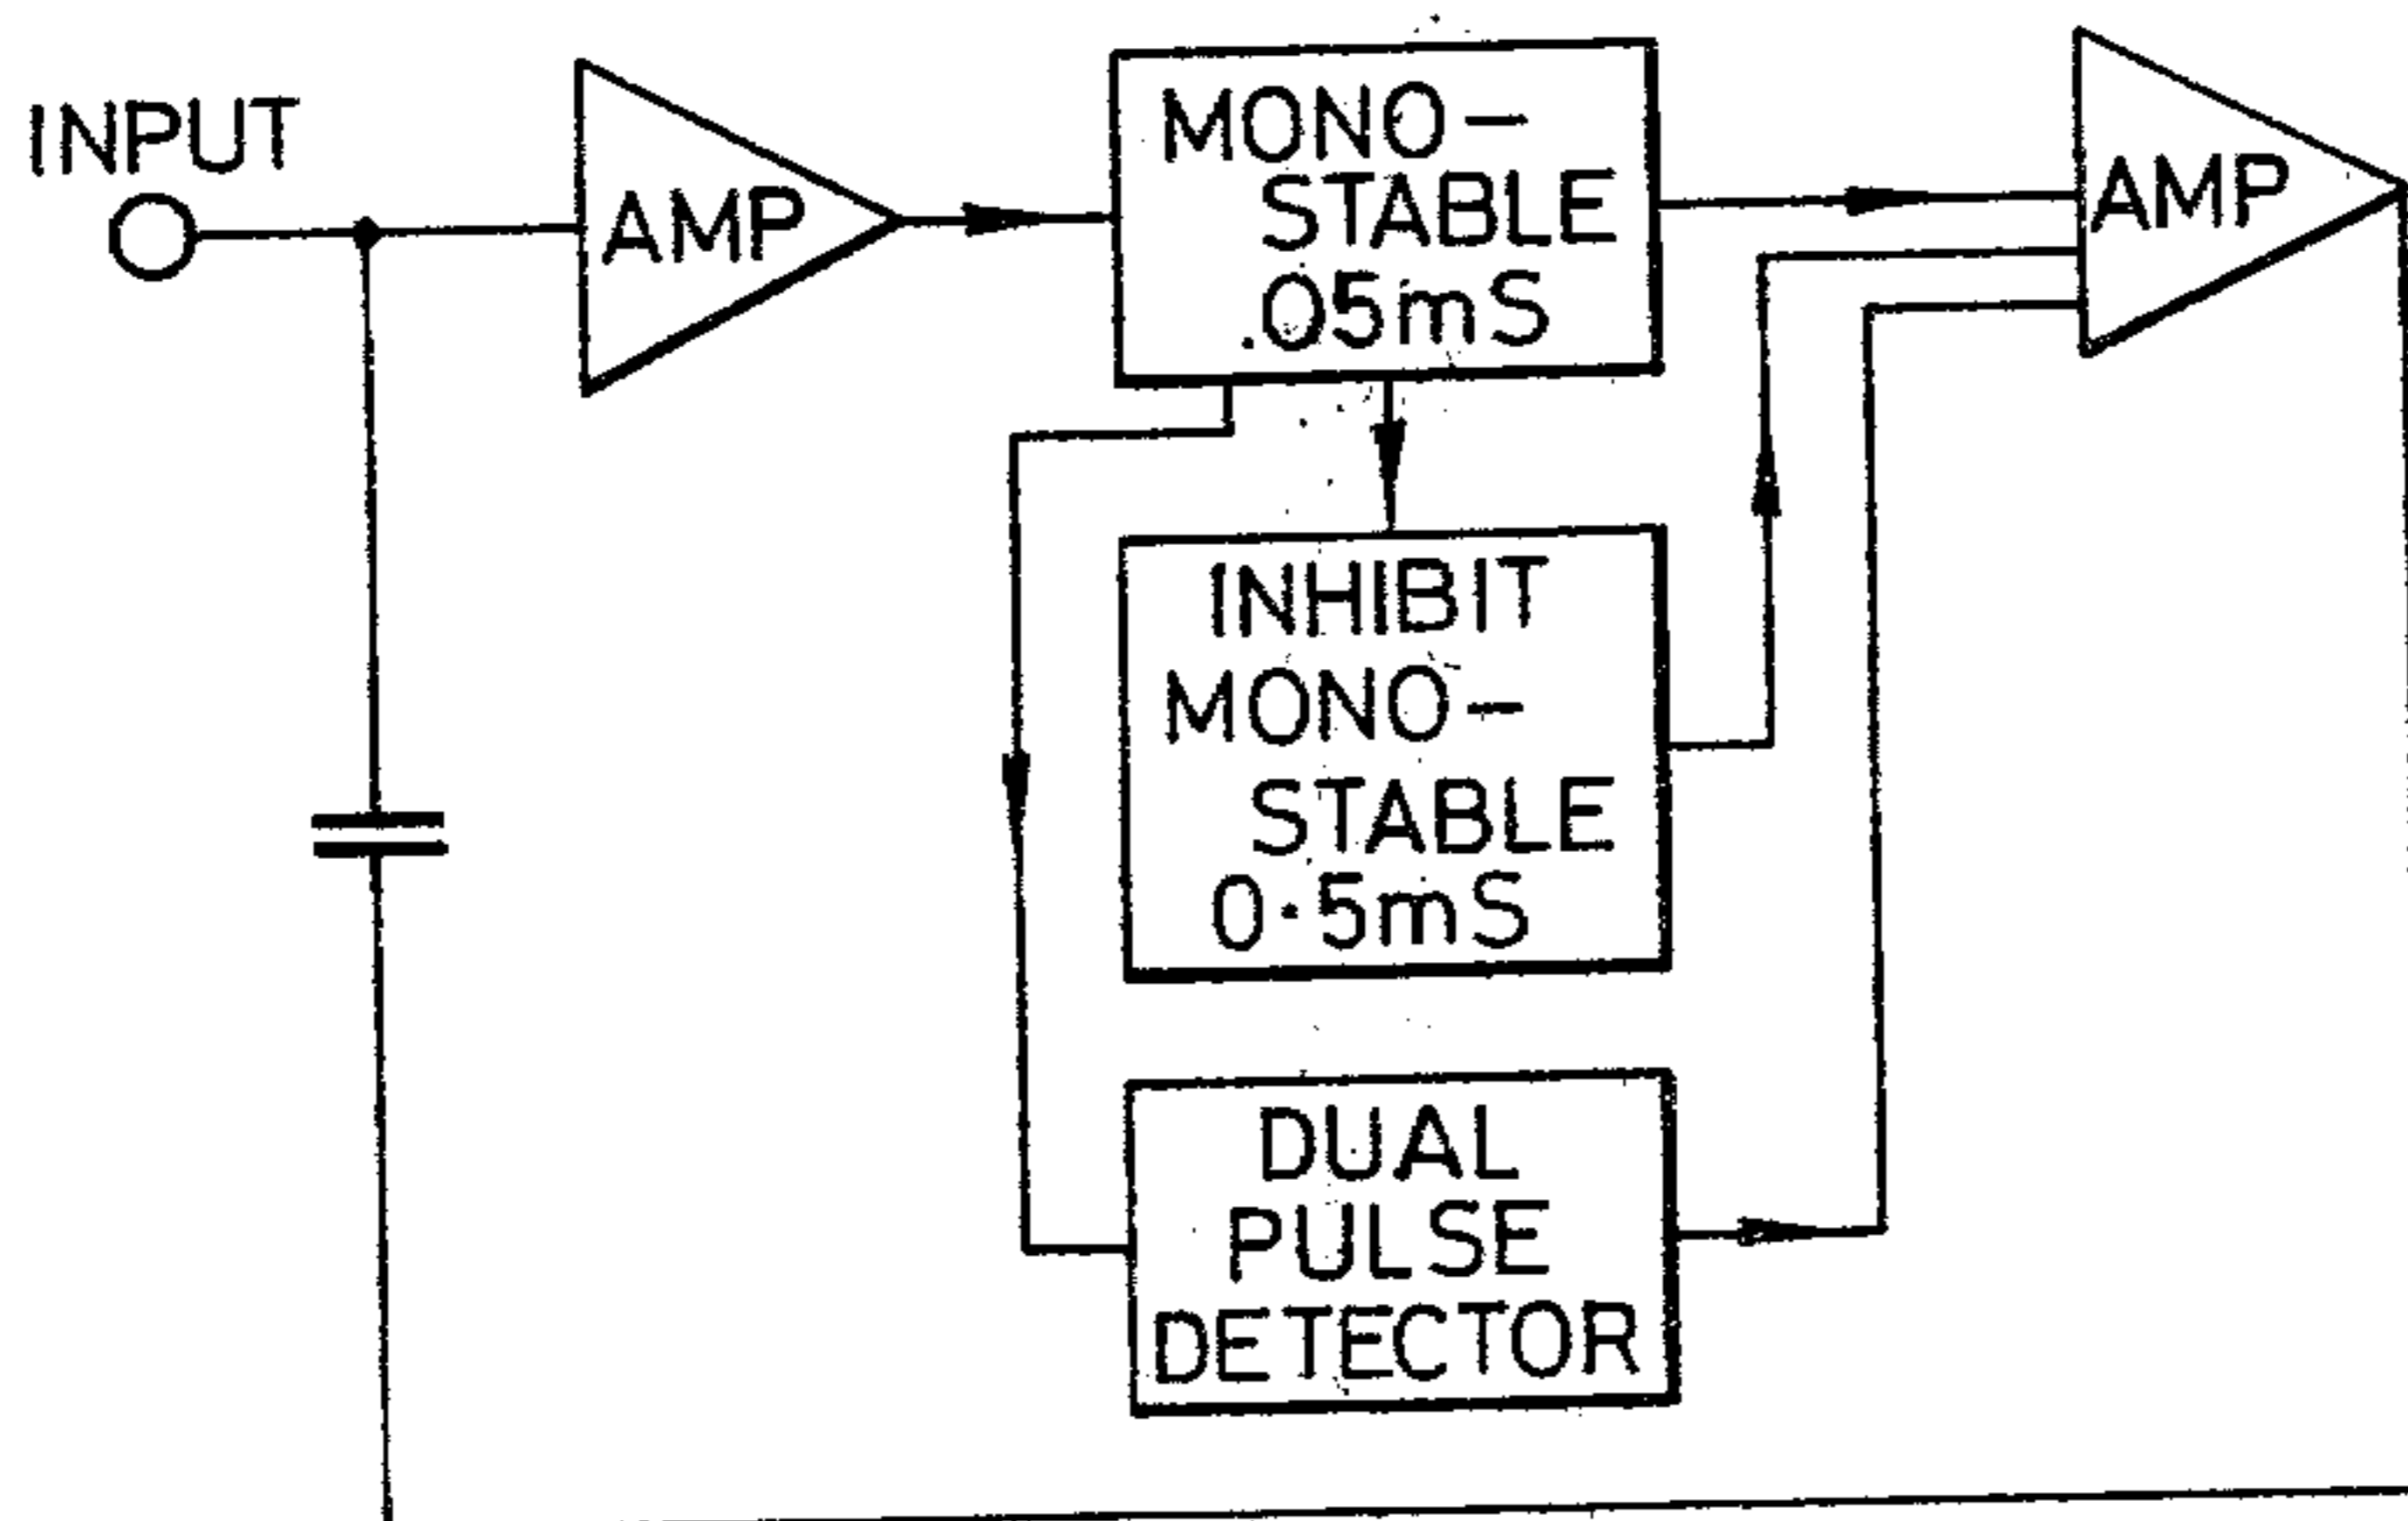 INPUT
AMP
MONO-
STABLE
.05mS
AMP
INHIBIT
MONO-
STABLE
0·5mS
DUAL
PULSE
DETECTOR